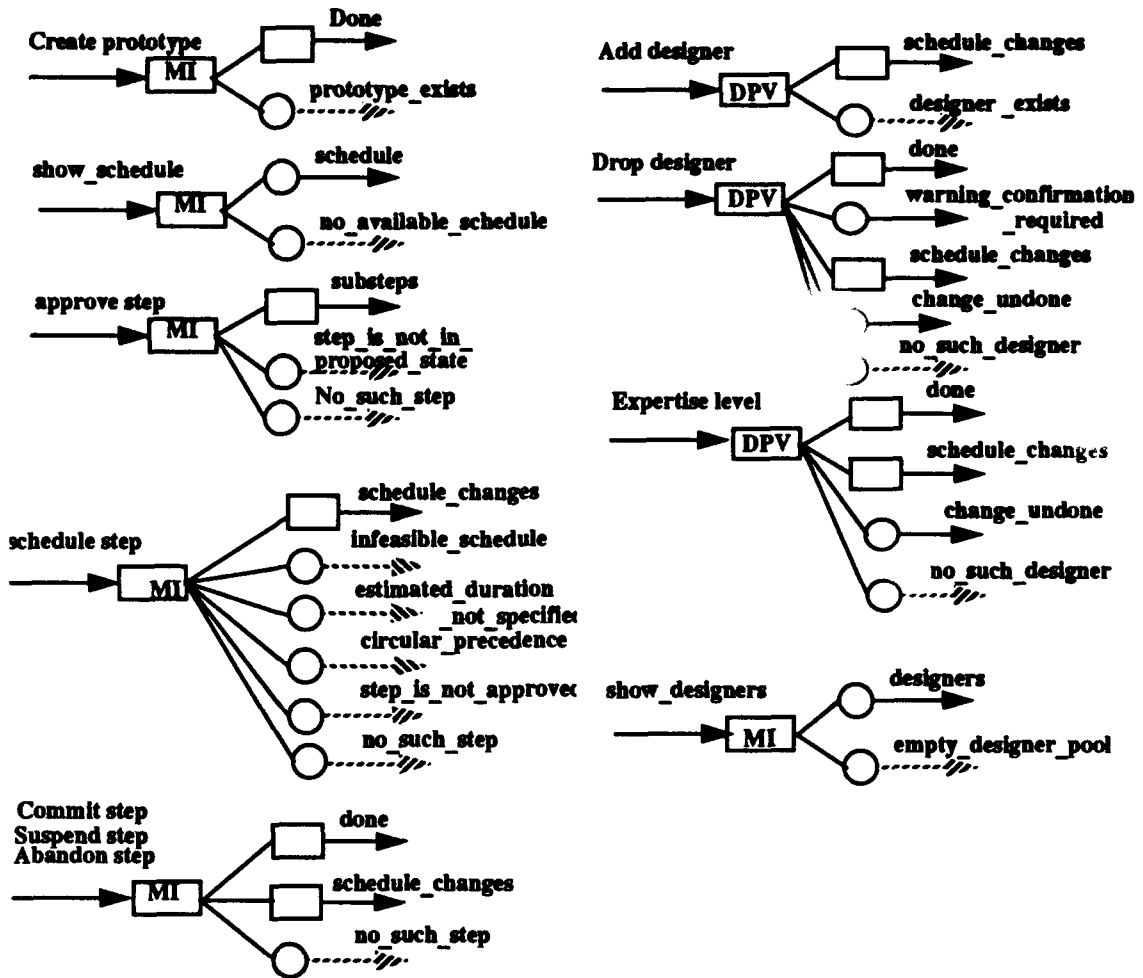 Create prototype
MI
Done
prototype_exists
show_schedule
MI
schedule
no_available_schedule
approve step
MI
substeps
step_is_not_in_
proposed_state
No_such_step
schedule step
MI
schedule_changes
infeasible_schedule
estimated_duration
_not_specified
circular_precedence
step_is_not_approved
no_such_step
Commit step
Suspend step
Abandon step
MI
done
schedule_changes
no_such_step
Add designer
DPV
schedule_changes
designer_exists
Drop designer
DPV
done
warning_confirmation
_required
schedule_changes
change_undone
no_such_designer
Expertise level
DPV
done
schedule_changes
change_undone
no_such_designer
show_designers
MI
designers
empty_designer_pool